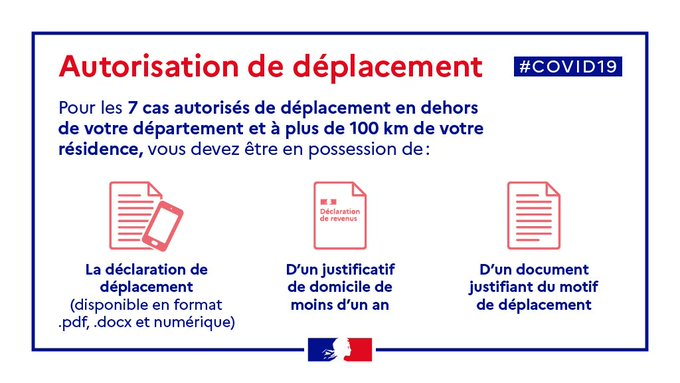 Autorisation de déplacement
#COVID19
Pour les 7 cas autorisés de déplacement en dehors
de votre département et à plus de 100 km de votre
résidence, vous devez être en possession de :
Déclaration
de revenus
La déclaration de
déplacement
(disponible en format
.pdf, .docx et numérique)
D’un justificatif
de domicile de
moins d’un an
D’un document
justifiant du motif
de déplacement